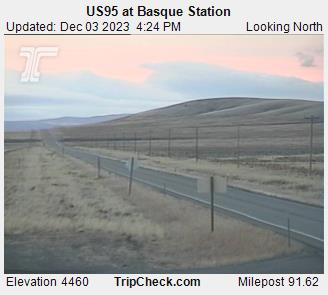 US95 at Basque Station
Updated: Dec 03 2023 4:24 PM Looking North
Elevation 4460 TripCheck.com Milepost 91.62